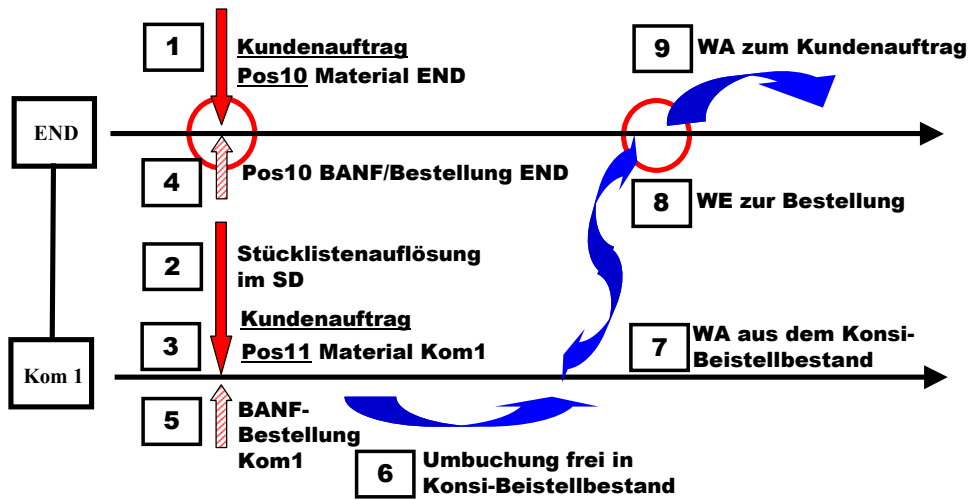 1
Kundenauftrag
Pos10 Material END
9
WA zum Kundenauftrag
END
4
Pos10 BANF/Bestellung END
8
WE zur Bestellung
2
Stücklistenauflösung
im SD
3
Kundenauftrag
Pos11 Material Kom1
7
WA aus dem Konsi-
Beistellbestand
Kom 1
5
BANF-
Bestellung
Kom1
6
Umbuchung frei in
Konsi-Beistellbestand